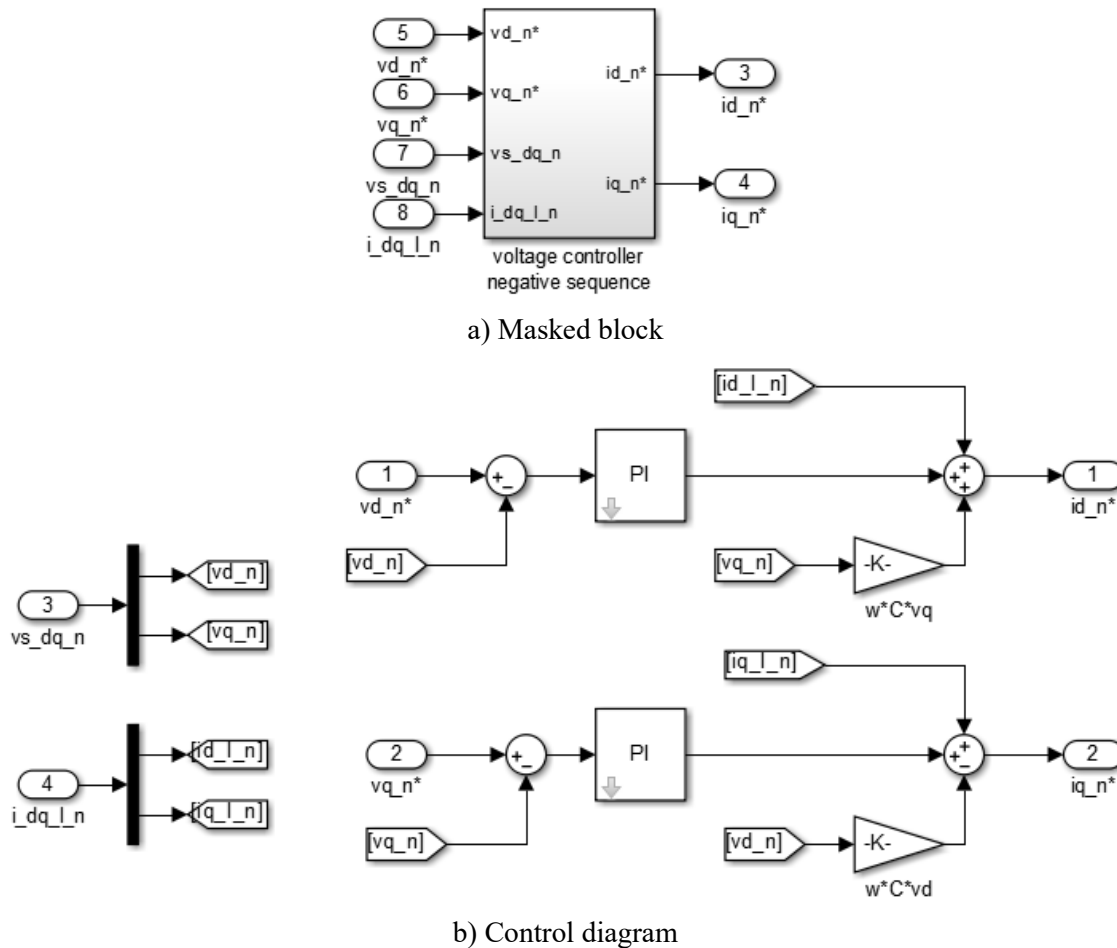 5
vd_n*
6
vq_n*
7
vs_dq_n
8
i_dq_l_n
vd_n*
vq_n*
vs_dq_n
i_dq_l_n
id_n*
iq_n*
3
id_n*
4
iq_n*
voltage controller
negative sequence
a) Masked block
[id_l_n]
1
vd_n*
+
−
PI
+
+
+
1
id_n*
[vd_n]
[vq_n]
-K-
w*C*vq
3
vs_dq_n
[vd_n]
[vq_n]
[iq_l_n]
2
vq_n*
+
−
PI
+
+
−
2
iq_n*
[vq_n]
[vd_n]
-K-
w*C*vd
4
i_dq_l_n
[id_l_n]
[iq_l_n]
b) Control diagram